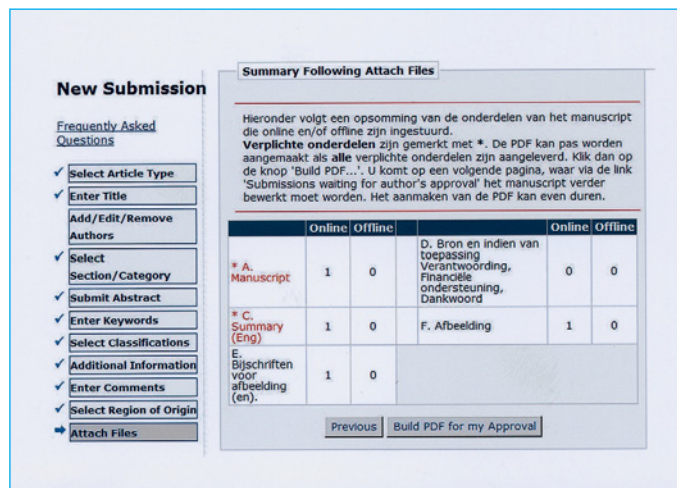 New Submission
Frequently Asked
Questions
✓ Select Article Type
✓ Enter Title
Add/Edit/Remove
Authors
✓ Select
Section/Category
✓ Submit Abstract
✓ Enter Keywords
✓ Select Classifications
✓ Additional Information
✓ Enter Comments
✓ Select Region of Origin
➡ Attach Files
Summary Following Attach Files
Hieronder volgt een opsomming van de onderdelen van het manuscript
die online en/of offline zijn ingestuurd.
Verplichte onderdelen zijn gemerkt met *. De PDF kan pas worden
aangemaakt als alle verplichte onderdelen zijn aangeleverd. Klik dan op
de knop 'Build PDF...'. U komt op een volgende pagina, waar via de link
'Submissions waiting for author's approval' het manuscript verder
bewerkt moet worden. Het aanmaken van de PDF kan even duren.
Online Offline Online Offline
* A.
Manuscript 1 0
D. Bron en indien van
toepassing
Verantwoording,
Financiële
ondersteuning,
Dankwoord 0 0
* C.
Summary
(Eng) 1 0
F. Afbeelding 1 0
E.
Bijschriften
voor
afbeelding
(en). 1 0
Previous Build PDF for my Approval